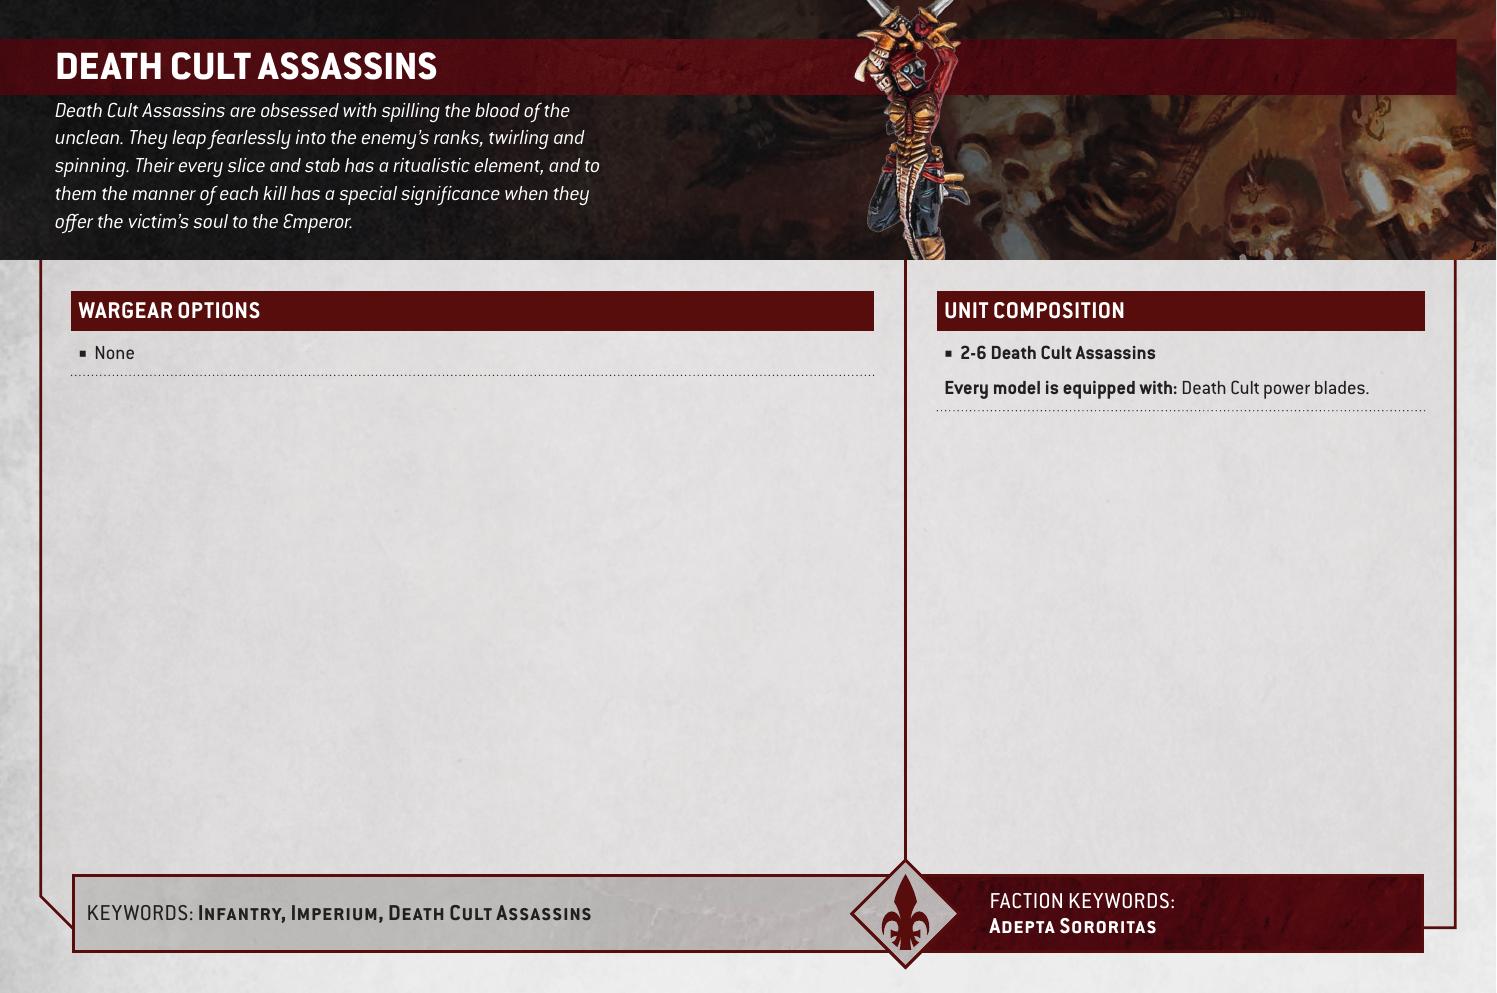 DEATH CULT ASSASSINS
Death Cult Assassins are obsessed with spilling the blood of the
unclean. They leap fearlessly into the enemy’s ranks, twirling and
spinning. Their every slice and stab has a ritualistic element, and to
them the manner of each kill has a special significance when they
offer the victim’s soul to the Emperor.
WARGEAR OPTIONS
▪ None
UNIT COMPOSITION
▪ 2-6 Death Cult Assassins
Every model is equipped with: Death Cult power blades.
KEYWORDS: Infantry, Imperium, Death Cult Assassins
FACTION KEYWORDS:
Adepta Sororitas